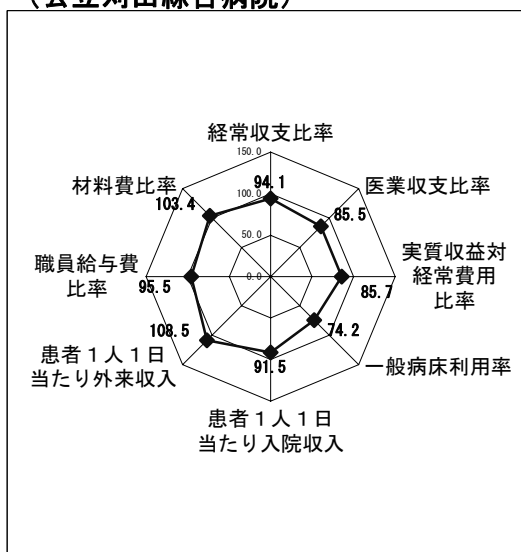 （公立刈田綜合病院）
経常収支比率
150.0
94.1
100.0
50.0
0.0
医業収支比率
85.5
実質収益対
経常費用
比率
85.7
74.2
一般病床利用率
91.5
患者１人１日
当たり入院収入
108.5
患者１人１日
当たり外来収入
職員給与費
比率
95.5
材料費比率
103.4